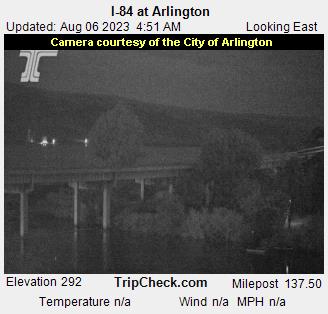 I-84 at Arlington
Updated: Aug 06 2023 4:51 AM Looking East
Camera courtesy of the City of Arlington
Elevation 292 TripCheck.com Milepost 137.50
Temperature n/a Wind n/a MPH n/a